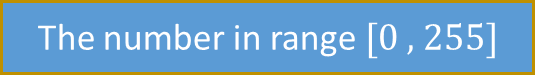 The number in range [0 , 255]